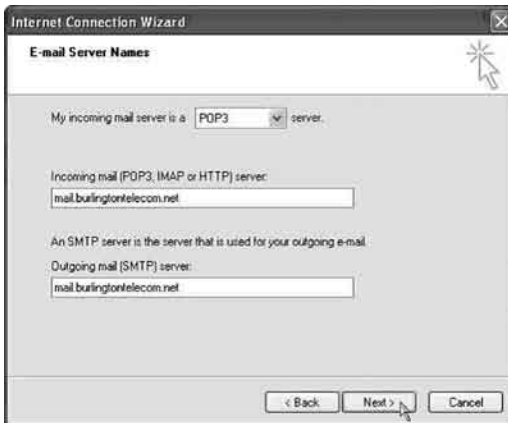 Internet Connection Wizard
E-mail Server Names
My incoming mail server is a POP3 server.
Incoming mail (POP3, IMAP or HTTP) server:
mail.burlingtontelecom.net
An SMTP server is the server that is used for your outgoing e-mail.
Outgoing mail (SMTP) server:
mail.burlingtontelecom.net
< Back Next > Cancel